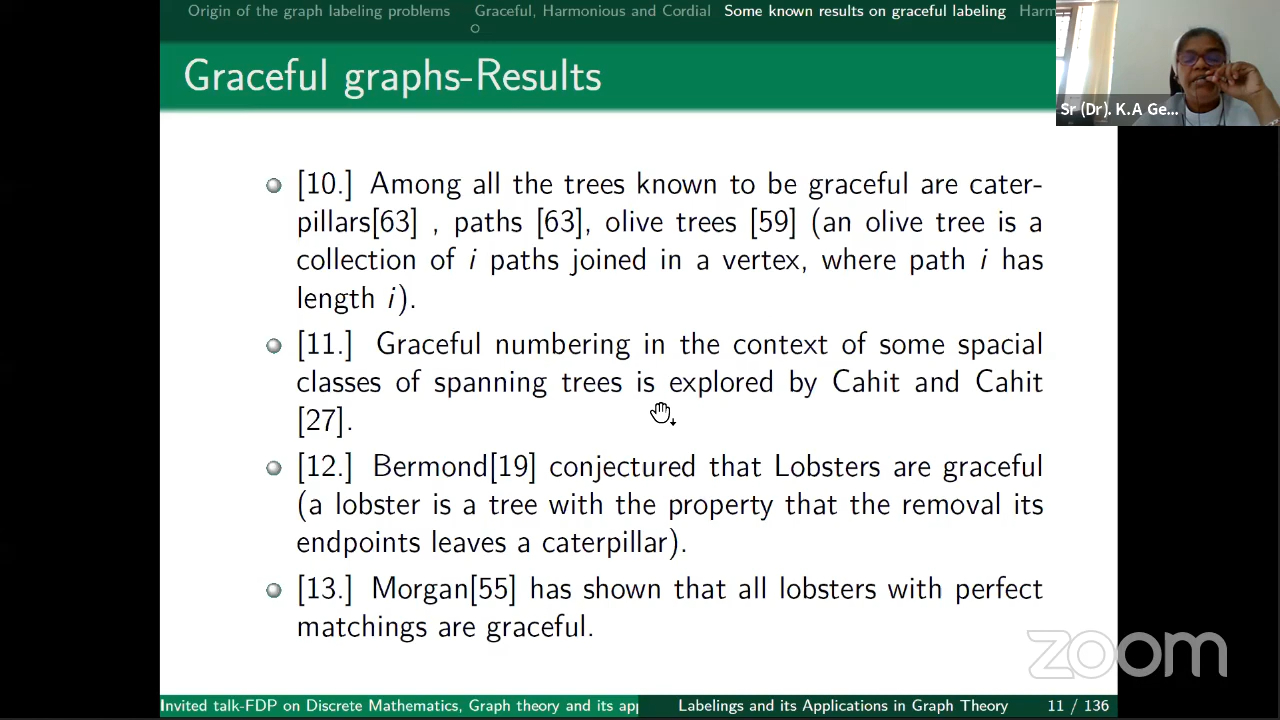 Origin of the graph labeling problems Graceful, Harmonious and Cordial Some known results on graceful labeling Harm
Graceful graphs-Results
Sr (Dr). K.A Ge...
[10.] Among all the trees known to be graceful are cater-
pillars[63] , paths [63], olive trees [59] (an olive tree is a
collection of i paths joined in a vertex, where path i has
length i).
[11.] Graceful numbering in the context of some spacial
classes of spanning trees is explored by Cahit and Cahit
[27].
[12.] Bermond[19] conjectured that Lobsters are graceful
(a lobster is a tree with the property that the removal its
endpoints leaves a caterpillar).
[13.] Morgan[55] has shown that all lobsters with perfect
matchings are graceful.
zoom
Invited talk-FDP on Discrete Mathematics, Graph theory and its app Labelings and its Applications in Graph Theory 11 / 136